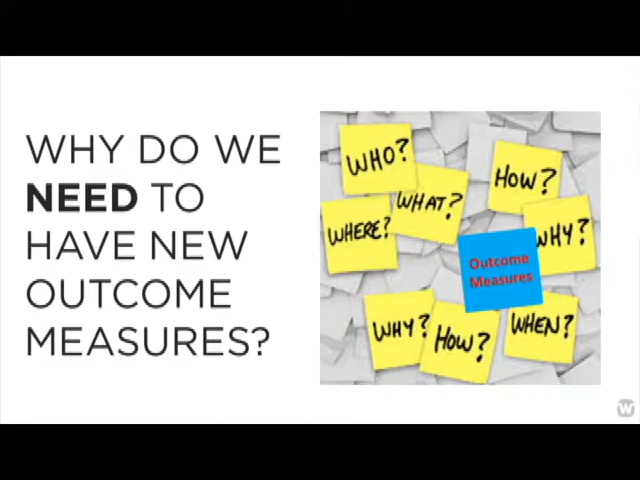 WHY DO WE
NEED TO
HAVE NEW
OUTCOME
MEASURES?
WHO?
WHAT?
WHERE?
HOW?
WHY?
Outcome
Measures
WHY?
HOW?
WHEN?
W